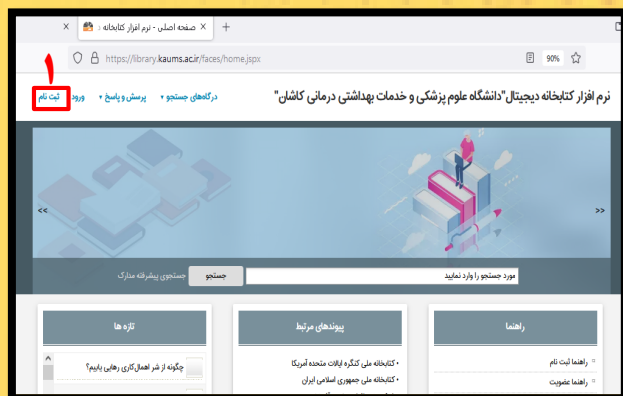 صفحه اصلی - نرم افزار کتابخانه
https://library.kaums.ac.ir/faces/home.jspx
90%
۱
نرم افزار کتابخانه دیجیتال"دانشگاه علوم پزشکی و خدمات بهداشتی درمانی کاشان"
درگاه‌های جستجو
پرسش و پاسخ
ورود
ثبت نام
<<
>>
مورد جستجو را وارد نمایید
جستجو
جستجوی پیشرفته مدارک
راهنما
راهنما ثبت نام
راهنما عضویت
پیوندهای مرتبط
• کتابخانه ملی کنگره ایالات متحده آمریکا
• کتابخانه ملی جمهوری اسلامی ایران
تازه ها
چگونه از شر اهمال‌کاری رهایی یابیم؟